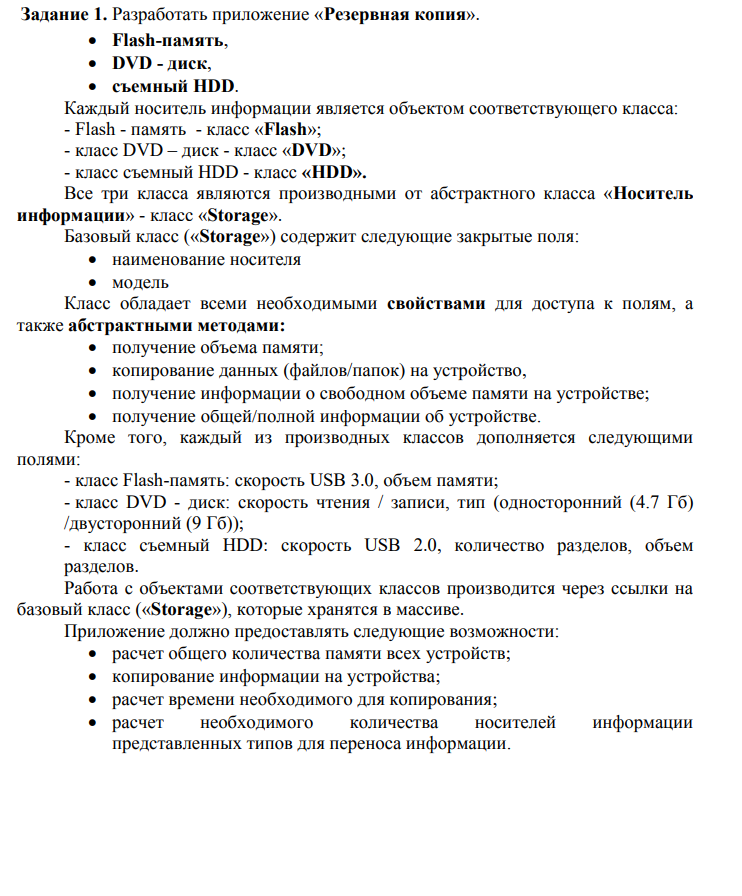 Задание 1. Разработать приложение «Резервная копия».
• Flash-память,
• DVD - диск,
• съемный HDD.
Каждый носитель информации является объектом соответствующего класса:
- Flash - память - класс «Flash»;
- класс DVD – диск - класс «DVD»;
- класс съемный HDD - класс «HDD».
Все три класса являются производными от абстрактного класса «Носитель
информации» - класс «Storage».
Базовый класс («Storage») содержит следующие закрытые поля:
• наименование носителя
• модель
Класс обладает всеми необходимыми свойствами для доступа к полям, а
также абстрактными методами:
• получение объема памяти;
• копирование данных (файлов/папок) на устройство,
• получение информации о свободном объеме памяти на устройстве;
• получение общей/полной информации об устройстве.
Кроме того, каждый из производных классов дополняется следующими
полями:
- класс Flash-память: скорость USB 3.0, объем памяти;
- класс DVD - диск: скорость чтения / записи, тип (односторонний (4.7 Гб)
/двусторонний (9 Гб));
- класс съемный HDD: скорость USB 2.0, количество разделов, объем
разделов.
Работа с объектами соответствующих классов производится через ссылки на
базовый класс («Storage»), которые хранятся в массиве.
Приложение должно предоставлять следующие возможности:
• расчет общего количества памяти всех устройств;
• копирование информации на устройства;
• расчет времени необходимого для копирования;
• расчет необходимого количества носителей информации
представленных типов для переноса информации.